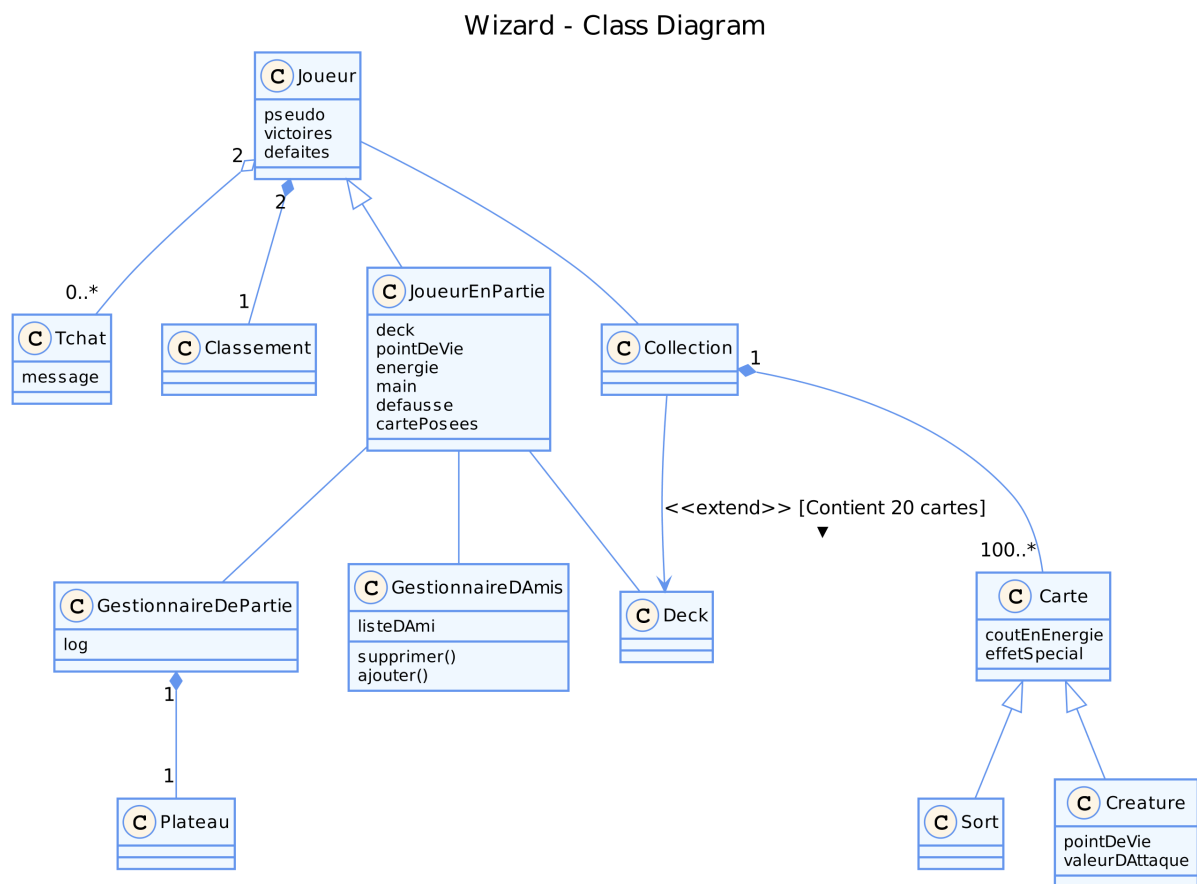 Wizard - Class Diagram
C Joueur
pseudo
victoires
defaites
2
2
0..*
1
C Tchat
message
C Classement
C JoueurEnPartie
deck
pointDeVie
energie
main
defausse
cartePosees
C Collection
1
<<extend>> [Contient 20 cartes]
▼
100..*
C GestionnaireDePartie
log
C GestionnaireDAmis
listeDAmi
supprimer()
ajouter()
C Deck
C Carte
coutEnEnergie
effetSpecial
1
1
C Plateau
C Sort
C Creature
pointDeVie
valeurDAttaque